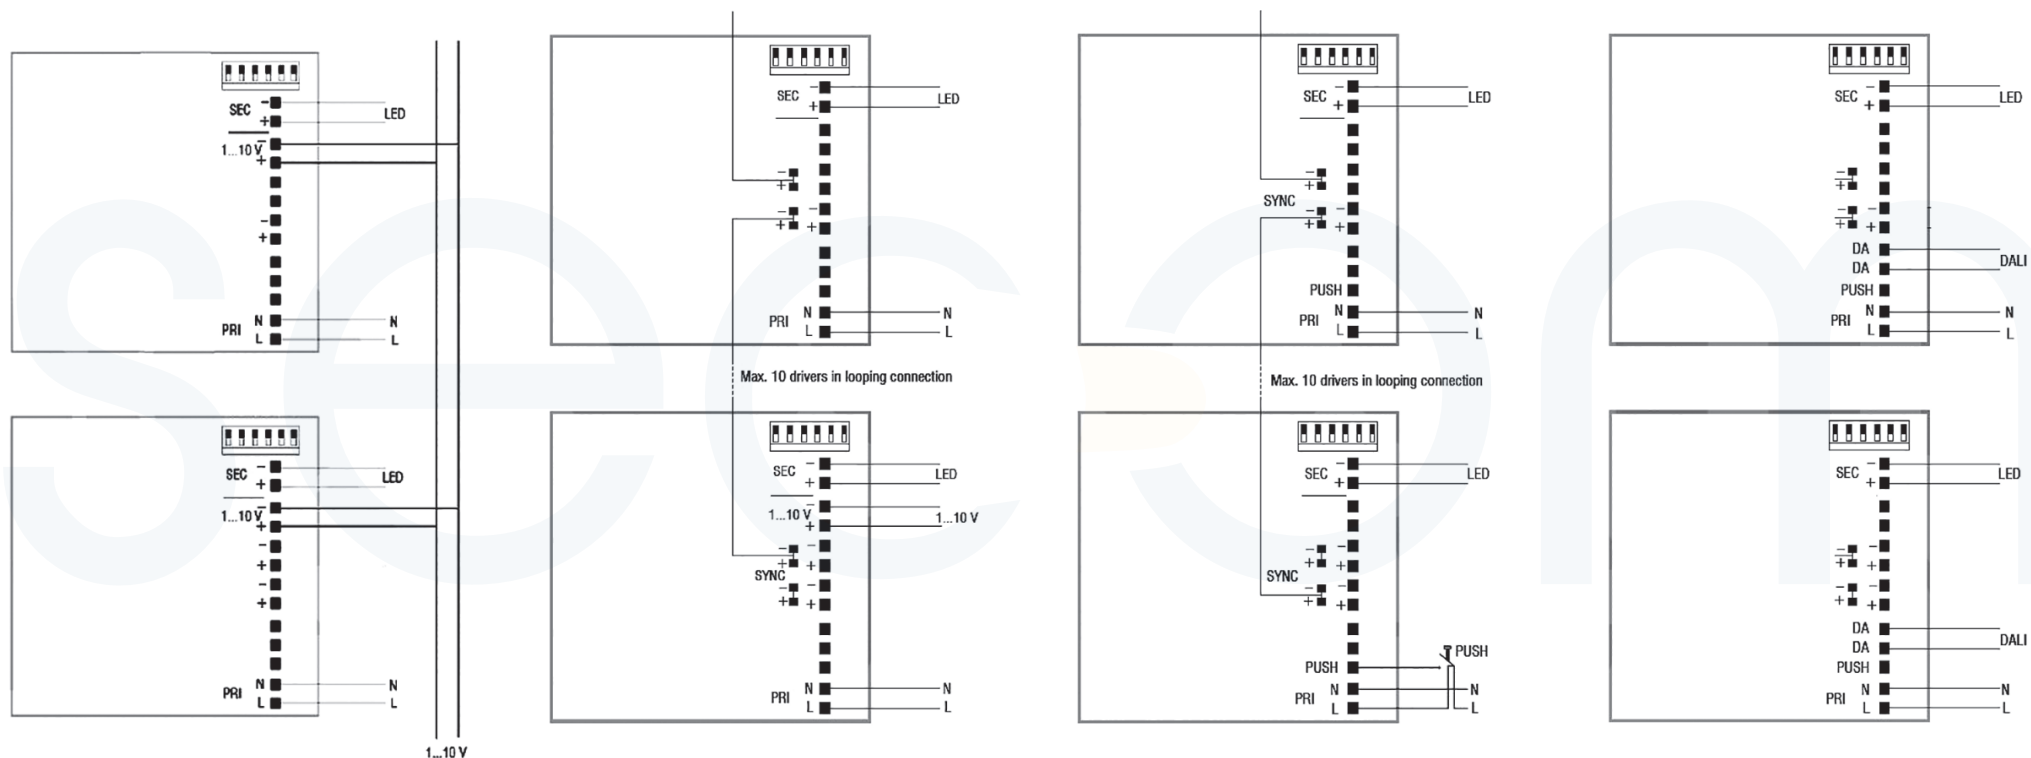 SEC
-
+
LED
1...10 V
-
+
-
+
PRI
N
L
N
L
SEC
-
+
LED
1...10 V
-
+
-
+
-
+
PRI
N
L
N
L
1...10 V
SEC
-
+
LED
-
+
-
+
-
+
PRI
N
L
N
L
Max. 10 drivers in looping connection
SEC
-
+
LED
1...10 V
-
+
1...10 V
-
+
-
+
SYNC
-
+
-
+
PRI
N
L
N
L
SEC
-
+
LED
-
+
SYNC
-
+
-
+
PUSH
PRI
N
L
N
L
Max. 10 drivers in looping connection
SEC
-
+
LED
-
+
-
+
SYNC
-
+
-
+
PUSH
PUSH
PRI
N
L
N
L
SEC
-
+
LED
-
+
-
+
-
+
DA
DA
DALI
PUSH
PRI
N
L
N
L
SEC
-
+
LED
-
+
-
+
-
+
-
+
DA
DA
DALI
PUSH
PRI
N
L
N
L